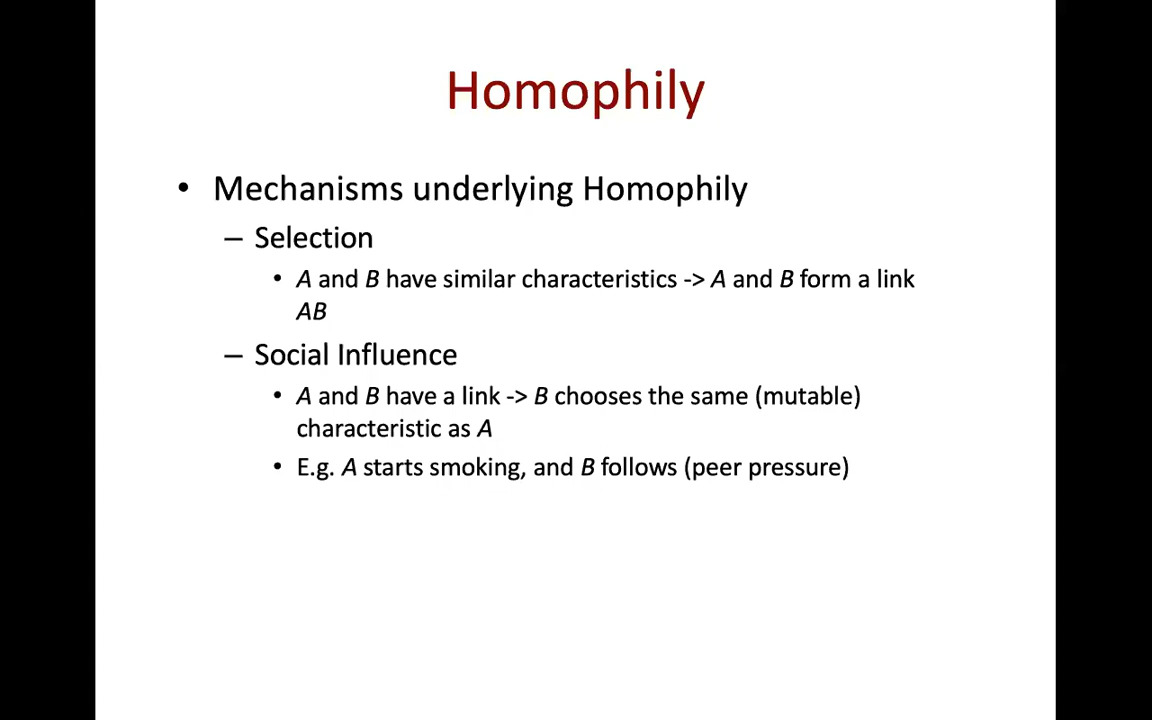 Homophily
• Mechanisms underlying Homophily
– Selection
• A and B have similar characteristics -> A and B form a link
AB
– Social Influence
• A and B have a link -> B chooses the same (mutable)
characteristic as A
• E.g. A starts smoking, and B follows (peer pressure)